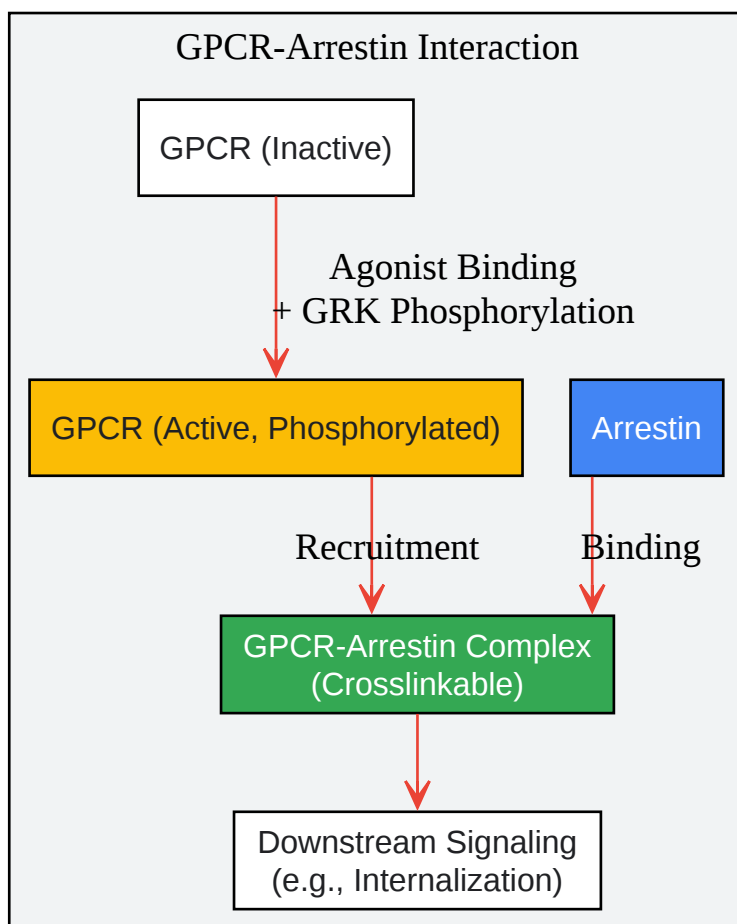 GPCR-Arrestin Interaction
GPCR (Inactive)
Agonist Binding
+ GRK Phosphorylation
GPCR (Active, Phosphorylated)
Arrestin
Recruitment
Binding
GPCR-Arrestin Complex
(Crosslinkable)
Downstream Signaling
(e.g., Internalization)